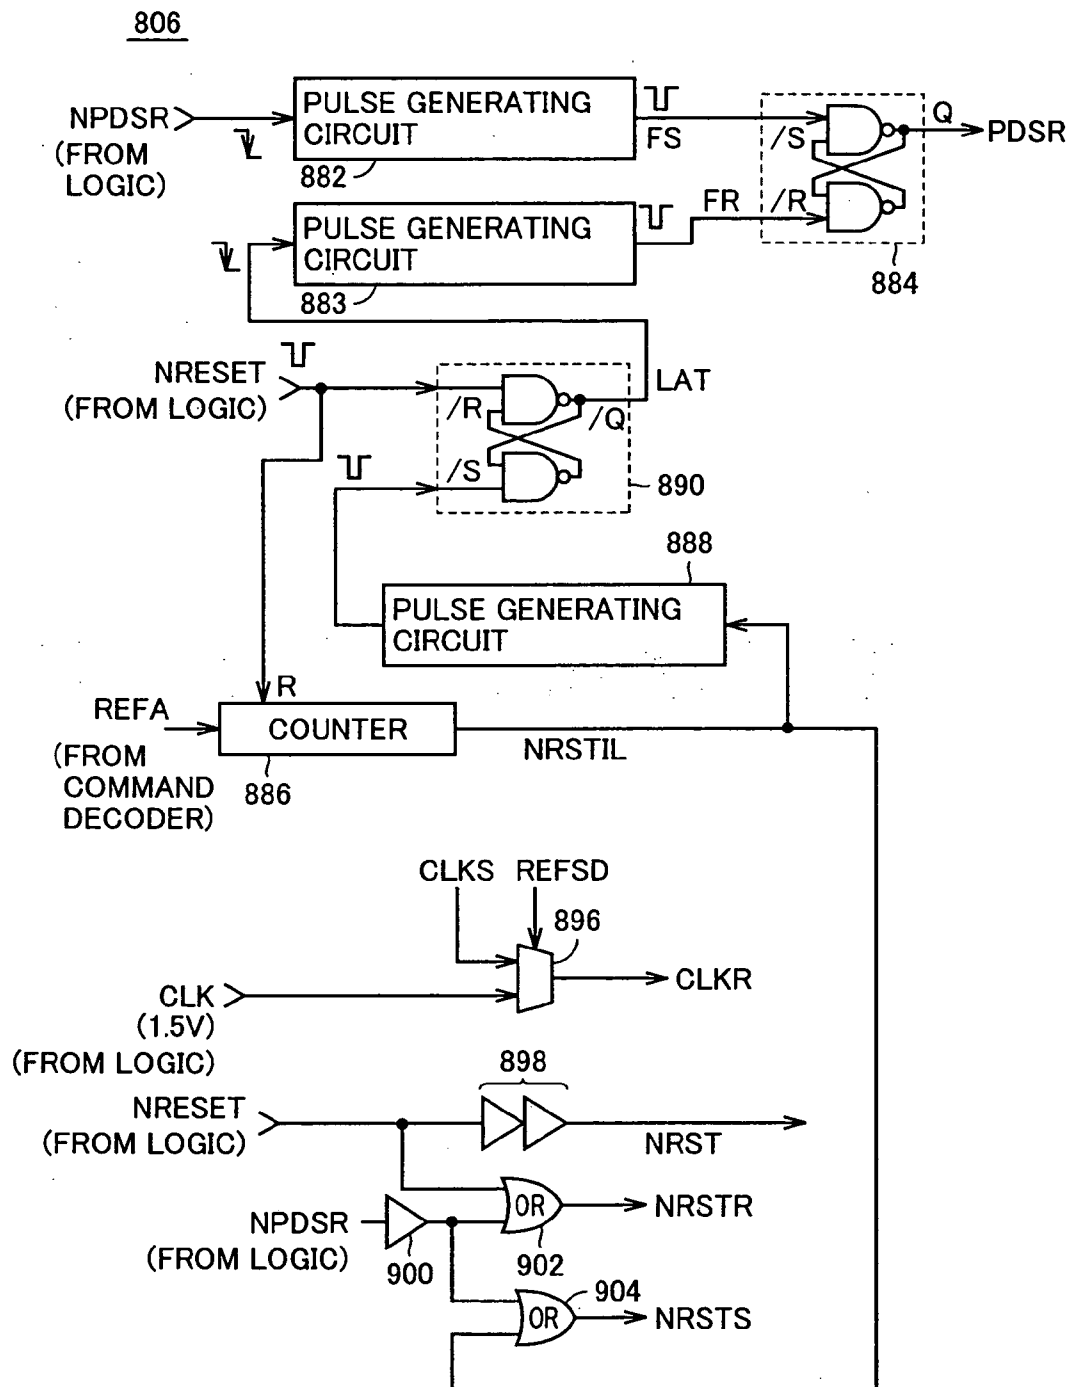 806
NPDSR
(FROM
LOGIC)
PULSE GENERATING
CIRCUIT
882
FS
/S
Q
PDSR
PULSE GENERATING
CIRCUIT
883
FR
/R
884
NRESET
(FROM LOGIC)
/R
/Q
LAT
/S
890
888
PULSE GENERATING
CIRCUIT
REFA
(FROM
COMMAND
DECODER)
R
COUNTER
886
NRSTIL
CLKS
REFSD
896
CLKR
CLK
(1.5V)
(FROM LOGIC)
898
NRESET
(FROM LOGIC)
NRST
NPDSR
(FROM LOGIC)
900
OR
902
NRSTR
OR
904
NRSTS